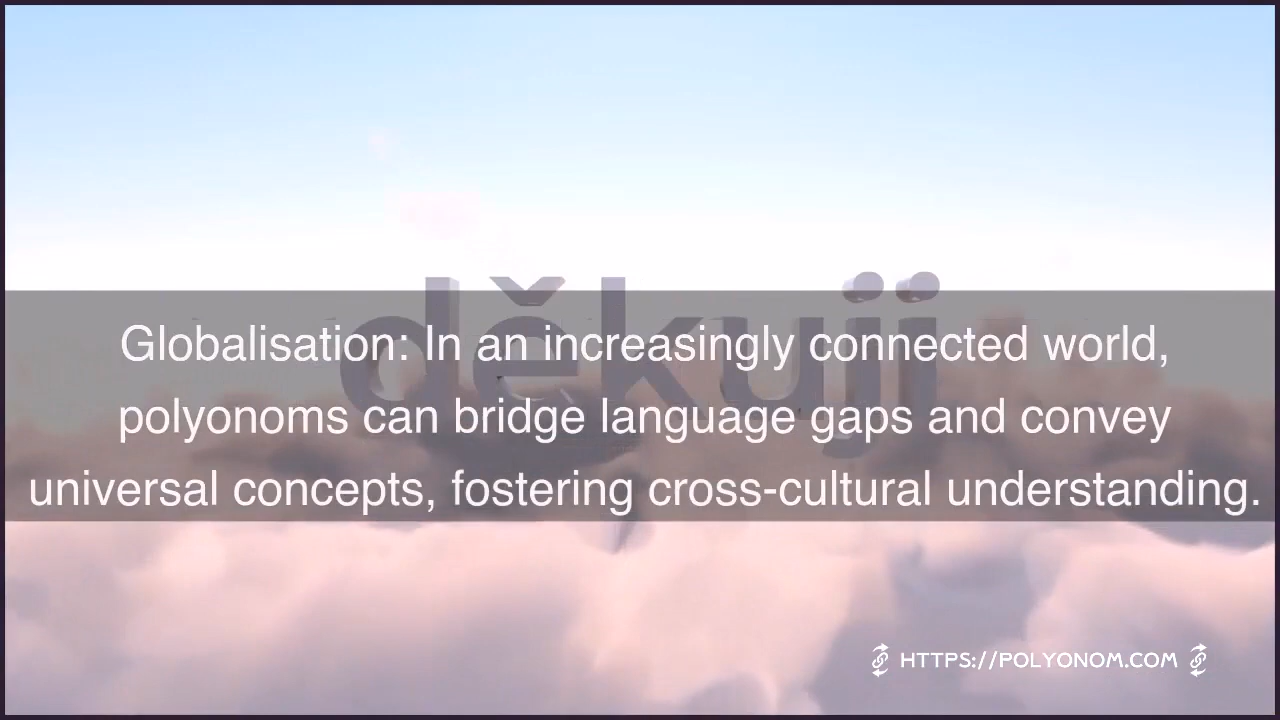 děkuji
Globalisation: In an increasingly connected world,
polyonoms can bridge language gaps and convey
universal concepts, fostering cross-cultural understanding.
HTTPS://POLYONOM.COM